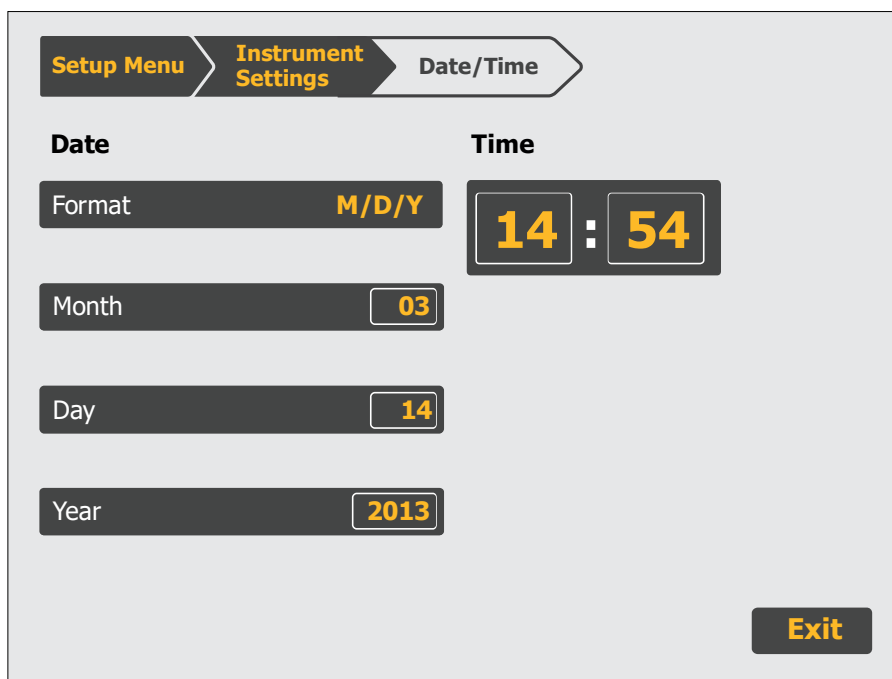 Setup Menu
Instrument
Settings
Date/Time
Date
Format M/D/Y
Month 03
Day 14
Year 2013
Time
14 : 54
Exit